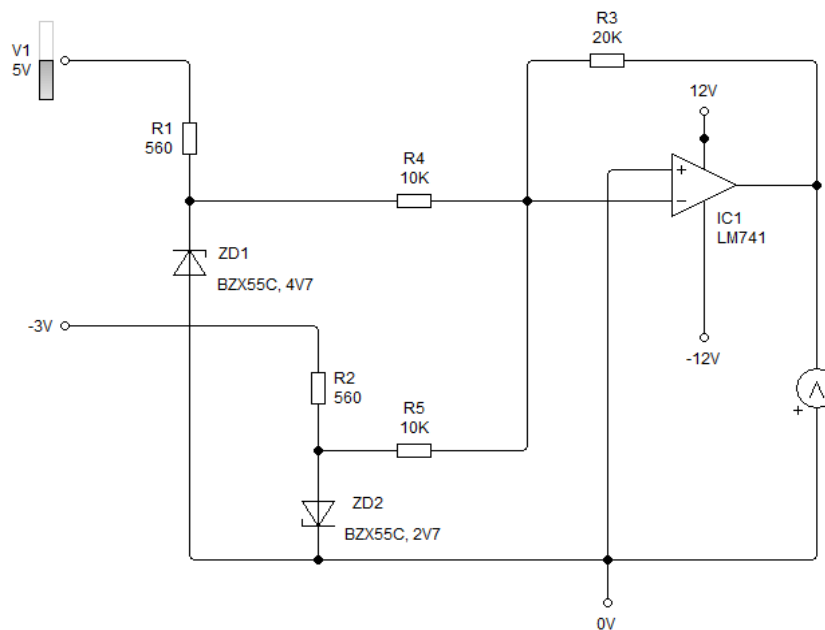 V1
5V
R1
560
R4
10K
R3
20K
12V
+
−
IC1
LM741
-12V
ZD1
BZX55C, 4V7
-3V
R2
560
R5
10K
ZD2
BZX55C, 2V7
V
+
0V